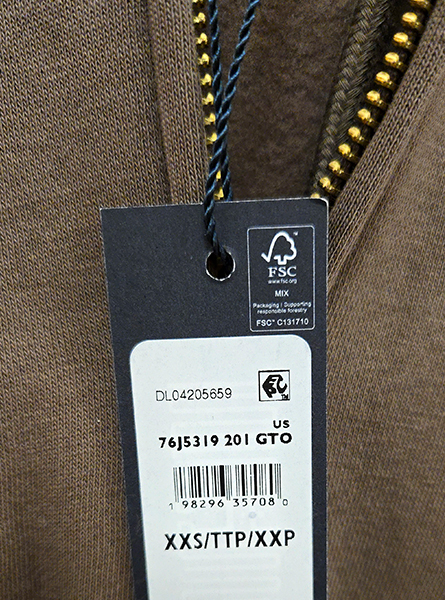 FSC
www.fsc.org
MIX
Packaging | Supporting
responsible forestry
FSC™ C131710
DL04205659
US
76J5319 201 GTO
1 98296 35708 0
XXS/TTP/XXP